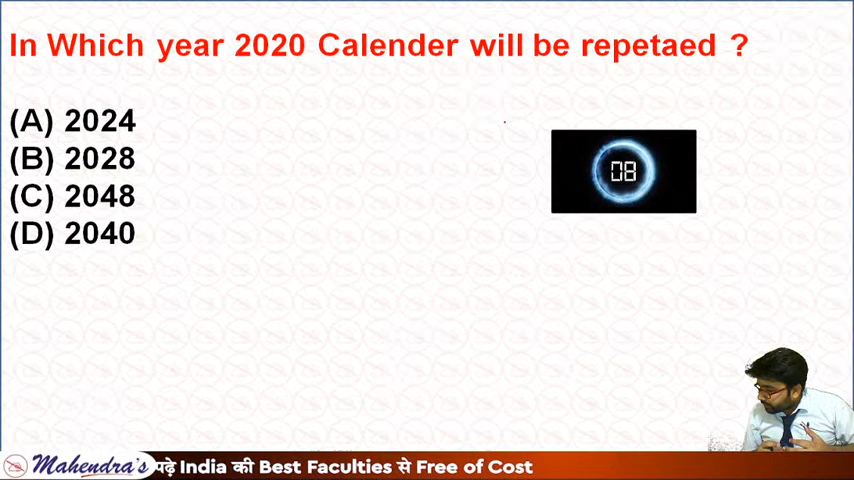 In Which year 2020 Calender will be repetaed ?
(A) 2024
(B) 2028
(C) 2048
(D) 2040
08
Mahendra's पढ़े India की Best Faculties से Free of Cost